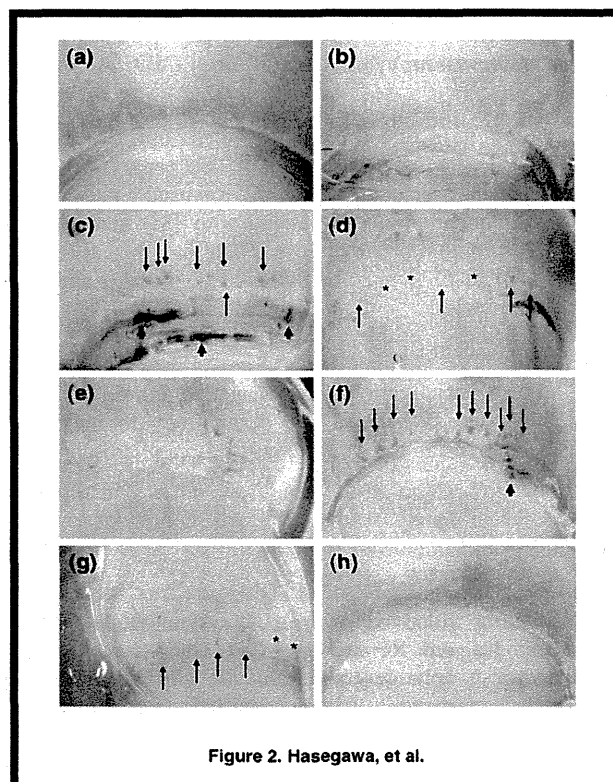 (a)
(b)
(c)
(d)
* * *
(e)
(f)
(g)
* *
(h)
Figure 2. Hasegawa, et al.